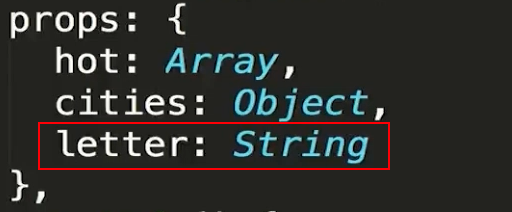 props: {
hot: Array,
cities: Object,
letter: String
},